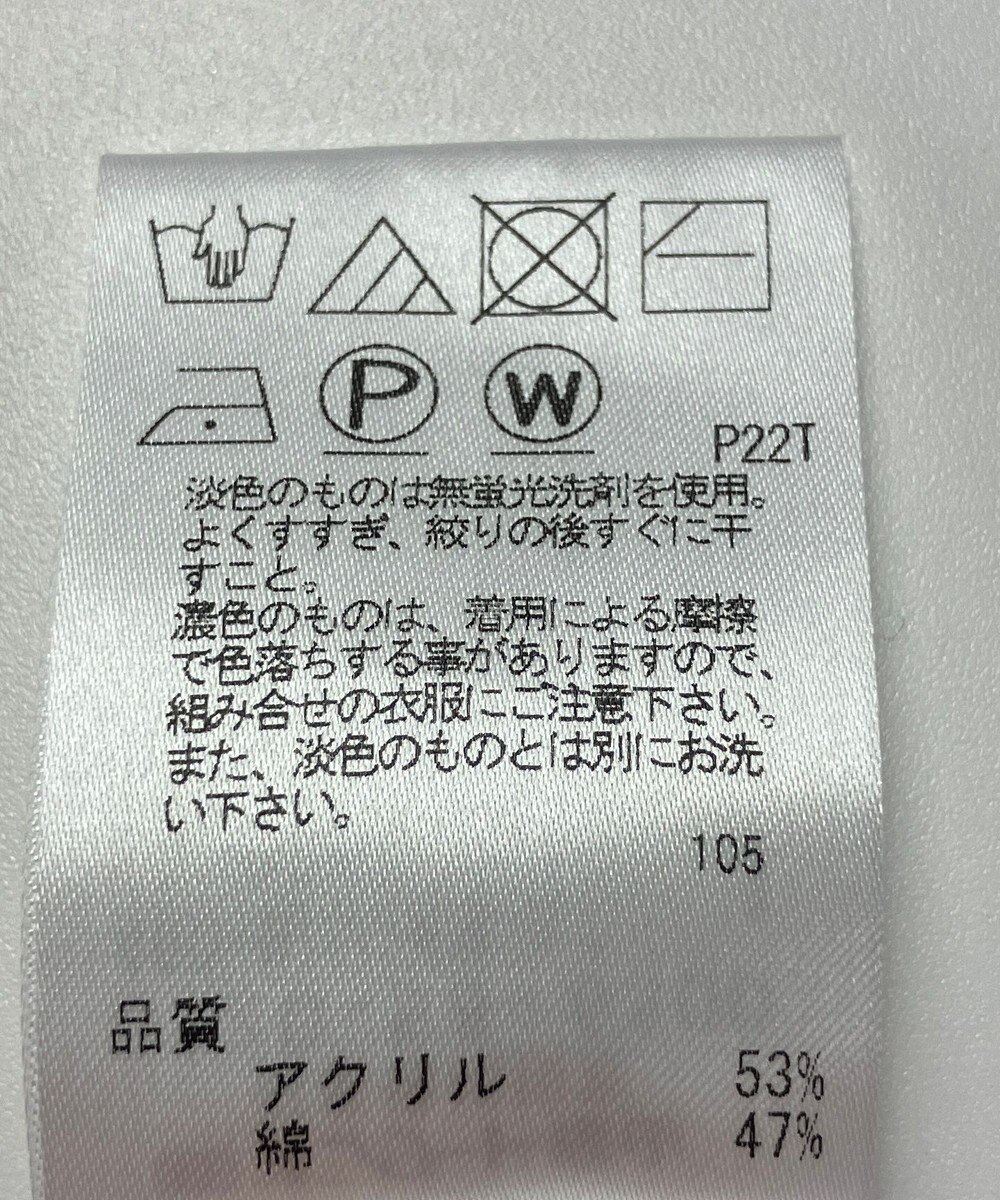 P W
P22T
淡色のものは無蛍光洗剤を使用。
よくすすぎ、絞りの後すぐに干
すこと。
濃色のものは、着用による摩擦
で色落ちする事がありますので、
組み合せの衣服にご注意下さい。
また、淡色のものとは別にお洗
い下さい。
105
品質
アクリル 53%
綿 47%